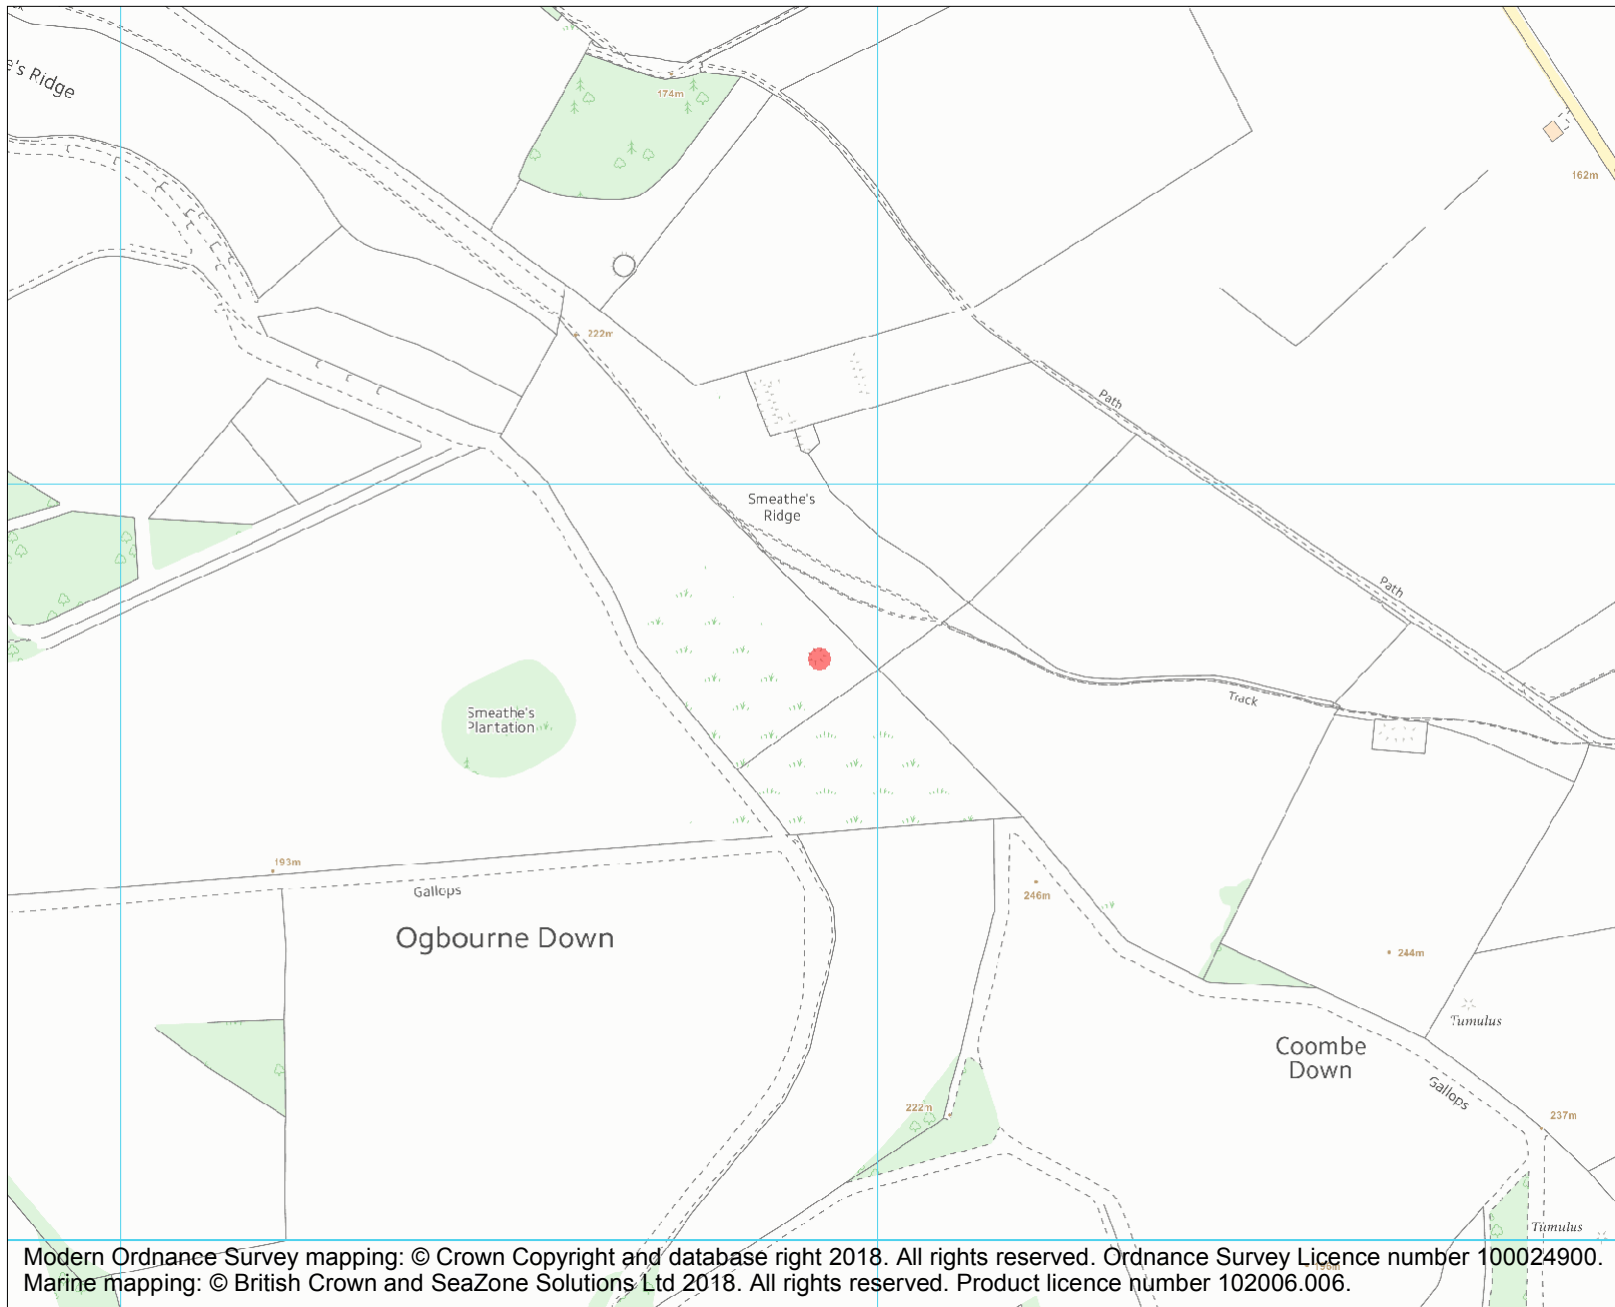 e's Ridge
174m
162m
222m
Path
Smeathe's
Ridge
Path
Track
Smeathe's
Plantation
193m
Gallops
246m
Ogbourne Down
244m
Tumulus
Coombe
Down
Gallops
222m
237m
Tumulus
Modern Ordnance Survey mapping: © Crown Copyright and database right 2018. All rights reserved. Ordnance Survey Licence number 100024900.
Marine mapping: © British Crown and SeaZone Solutions Ltd 2018. All rights reserved. Product licence number 102006.006.